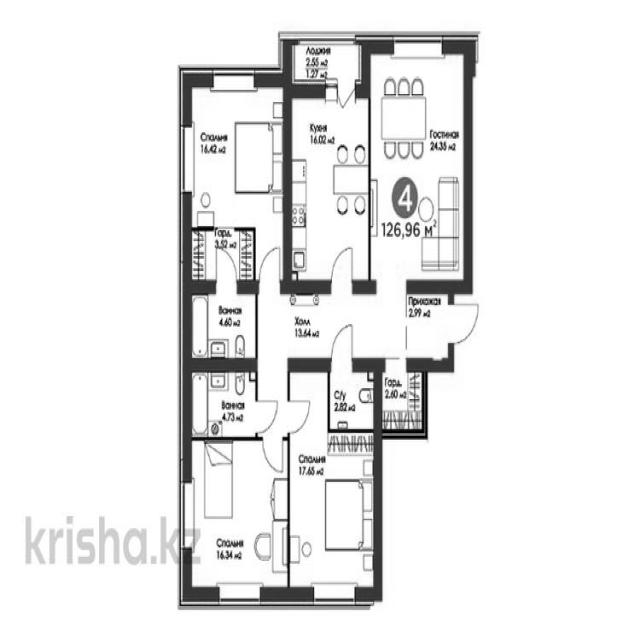 Лоджия
2.55 м2
1.27 м2
Спальня
16.42 м2
Кухня
16.02 м2
Гостиная
24.35 м2
4
126,96 м2
Гард.
3.52 м2
Ванная
4.60 м2
Холл
13.64 м2
Прихожая
2.99 м2
Ванная
4.73 м2
С/у
2.82 м2
Гард.
2.60 м2
Спальня
17.65 м2
Спальня
16.34 м2
krisha.kz